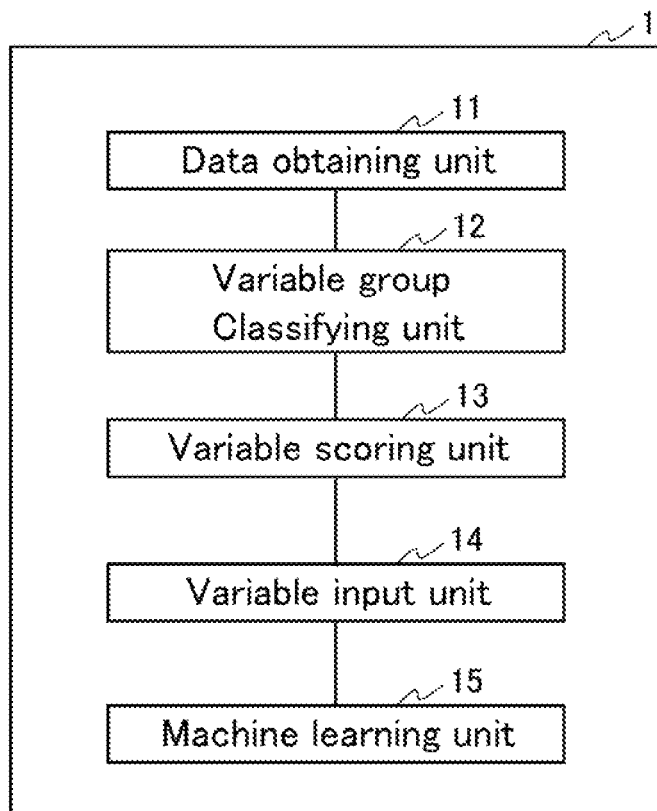 1
11
Data obtaining unit
12
Variable group
Classifying unit
13
Variable scoring unit
14
Variable input unit
15
Machine learning unit